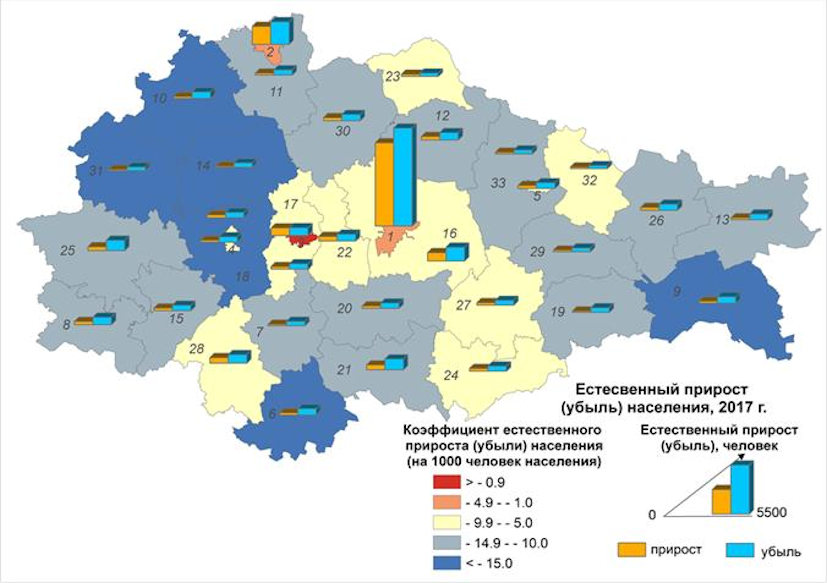 23
2
11
10
12
30
31
14
33
32
5
17
26
13
1
16
25
4
22
29
18
9
27
20
19
8
15
7
28
21
24
6
Естесвенный прирост
(убыль) населения, 2017 г.
Коэффициент естественного
прироста (убыли) населения
(на 1000 человек населения)
> - 0.9
- 4.9 - - 1.0
- 9.9 - - 5.0
- 14.9 - - 10.0
< - 15.0
Естественный прирост
(убыль), человек
0
5500
прирост
убыль